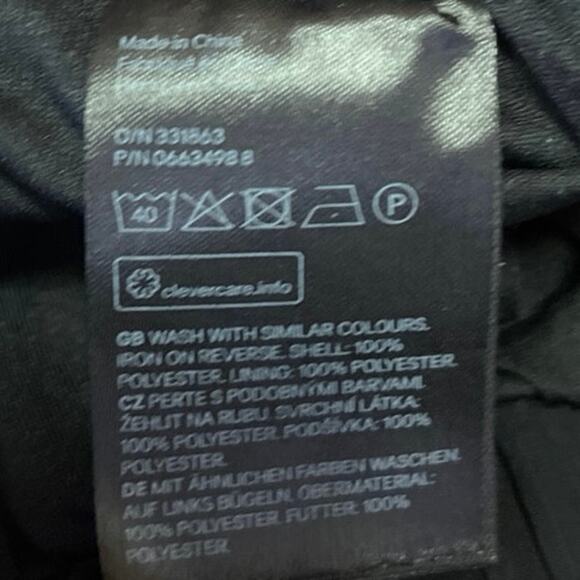 Made in China
Fabriqué en
O/N 331863
P/N 0663498 8
40
P
clevercare.info
GB WASH WITH SIMILAR COLOURS.
IRON ON REVERSE. SHELL: 100%
POLYESTER. LINING: 100% POLYESTER.
CZ PERTE S PODOBNÝMI BARVAMI.
ŽEHLIT NA RUBU. SVRCHNÍ LÁTKA:
100% POLYESTER. PODŠÍVKA: 100%
POLYESTER.
DE MIT ÄHNLICHEN FARBEN WASCHEN.
AUF LINKS BÜGELN. OBERMATERIAL:
100% POLYESTER. FUTTER: 100%
POLYESTER.